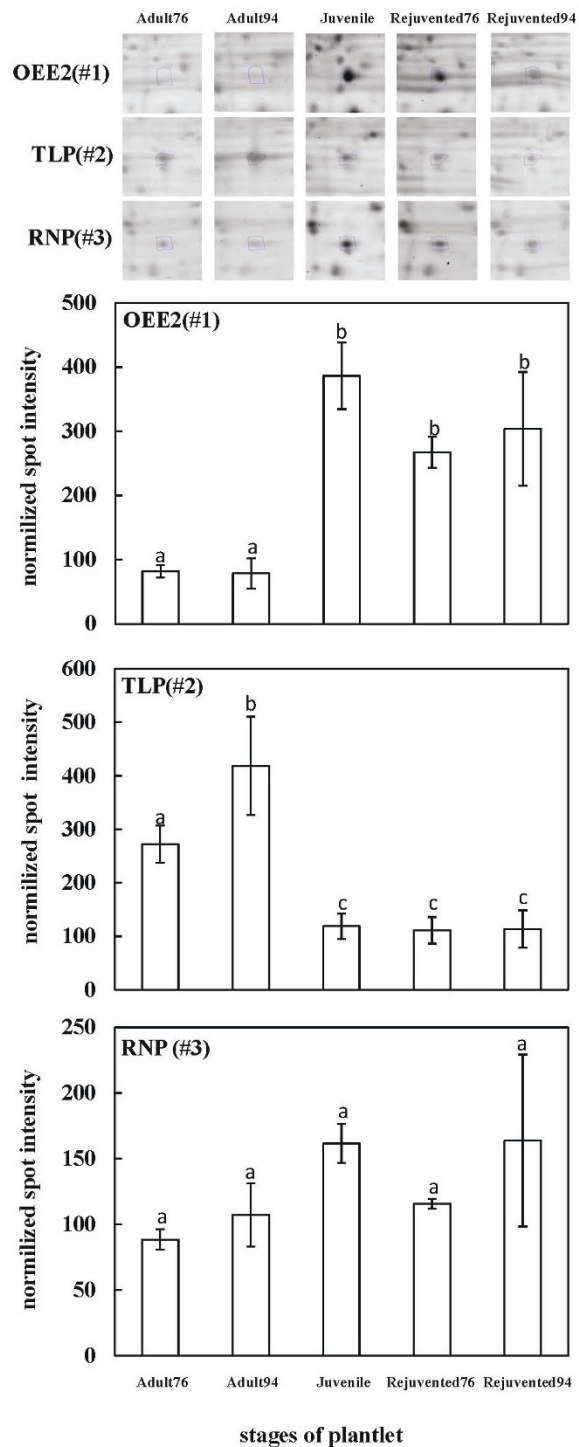 Adult76 Adult94 Juvenile Rejuvented76 Rejuvented94
OEE2(#1)
TLP(#2)
RNP(#3)
OEE2(#1)
normilized spot intensity
500
400
300
200
100
0
a a b b b
TLP(#2)
normilized spot intensity
600
500
400
300
200
100
0
a b c c c
RNP (#3)
normilized spot intensity
250
200
150
100
50
0
a a a a a
Adult76 Adult94 Juvenile Rejuvented76 Rejuvented94
stages of plantlet